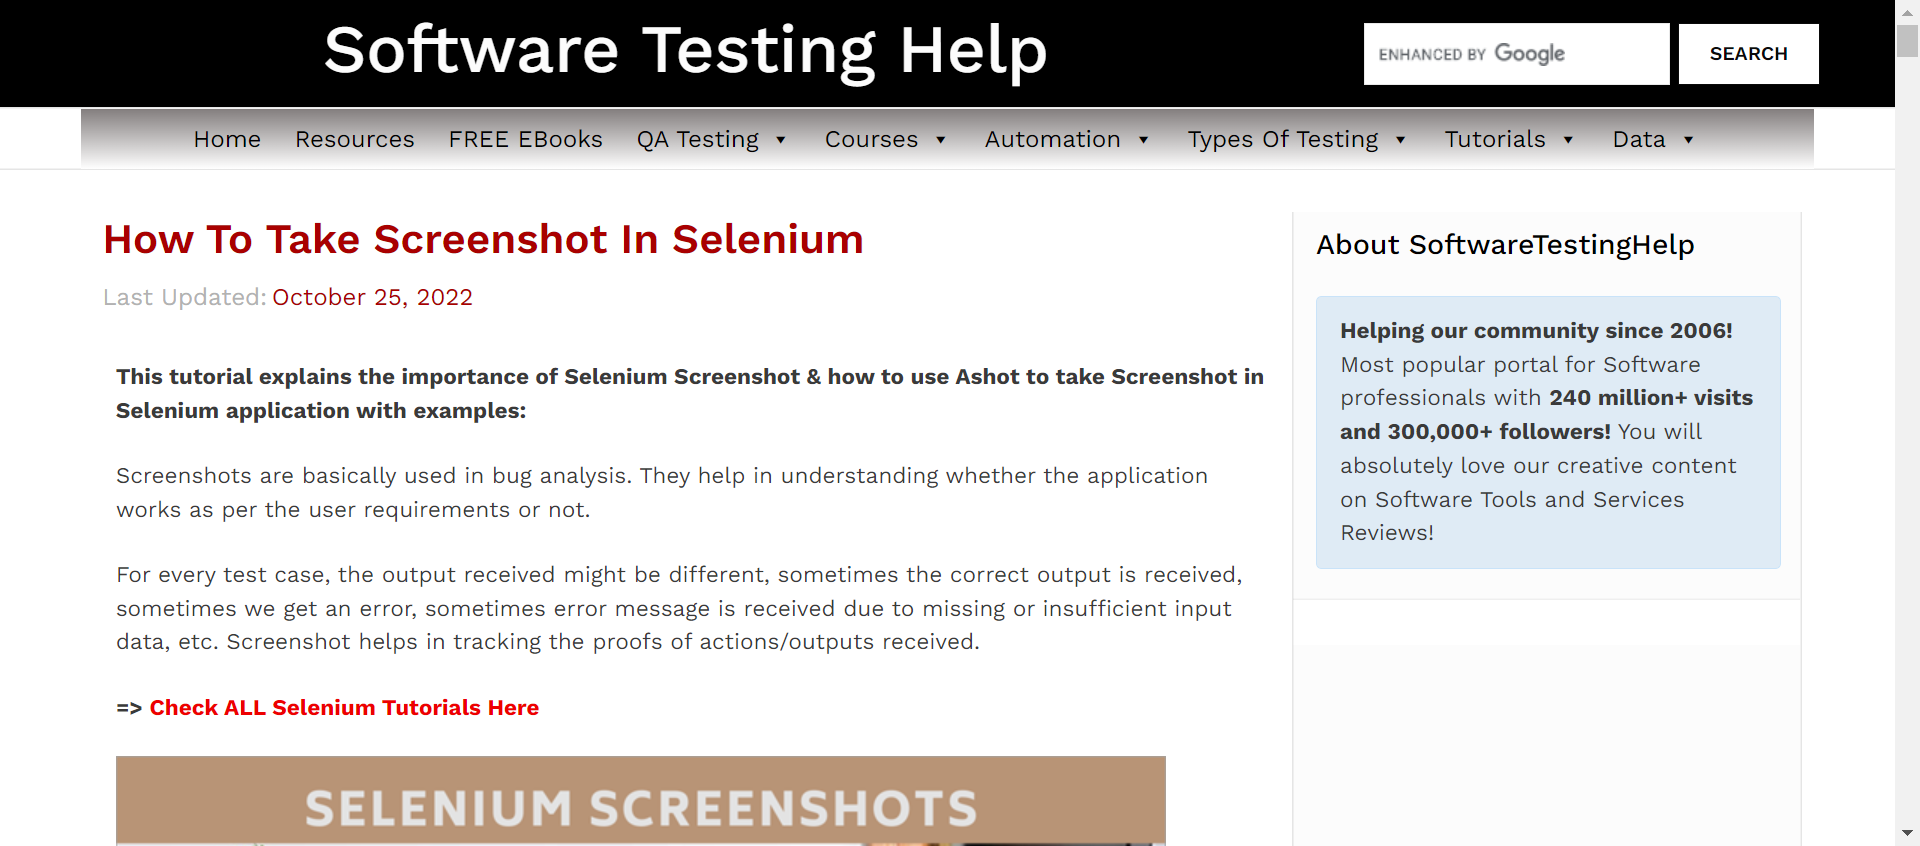 Software Testing Help
ENHANCED BY Google
SEARCH
Home Resources FREE EBooks QA Testing Courses Automation Types Of Testing Tutorials Data
How To Take Screenshot In Selenium
Last Updated: October 25, 2022
This tutorial explains the importance of Selenium Screenshot & how to use Ashot to take Screenshot in
Selenium application with examples:
Screenshots are basically used in bug analysis. They help in understanding whether the application
works as per the user requirements or not.
For every test case, the output received might be different, sometimes the correct output is received,
sometimes we get an error, sometimes error message is received due to missing or insufficient input
data, etc. Screenshot helps in tracking the proofs of actions/outputs received.
=> Check ALL Selenium Tutorials Here
SELENIUM SCREENSHOTS
About SoftwareTestingHelp
Helping our community since 2006!
Most popular portal for Software
professionals with 240 million+ visits
and 300,000+ followers! You will
absolutely love our creative content
on Software Tools and Services
Reviews!